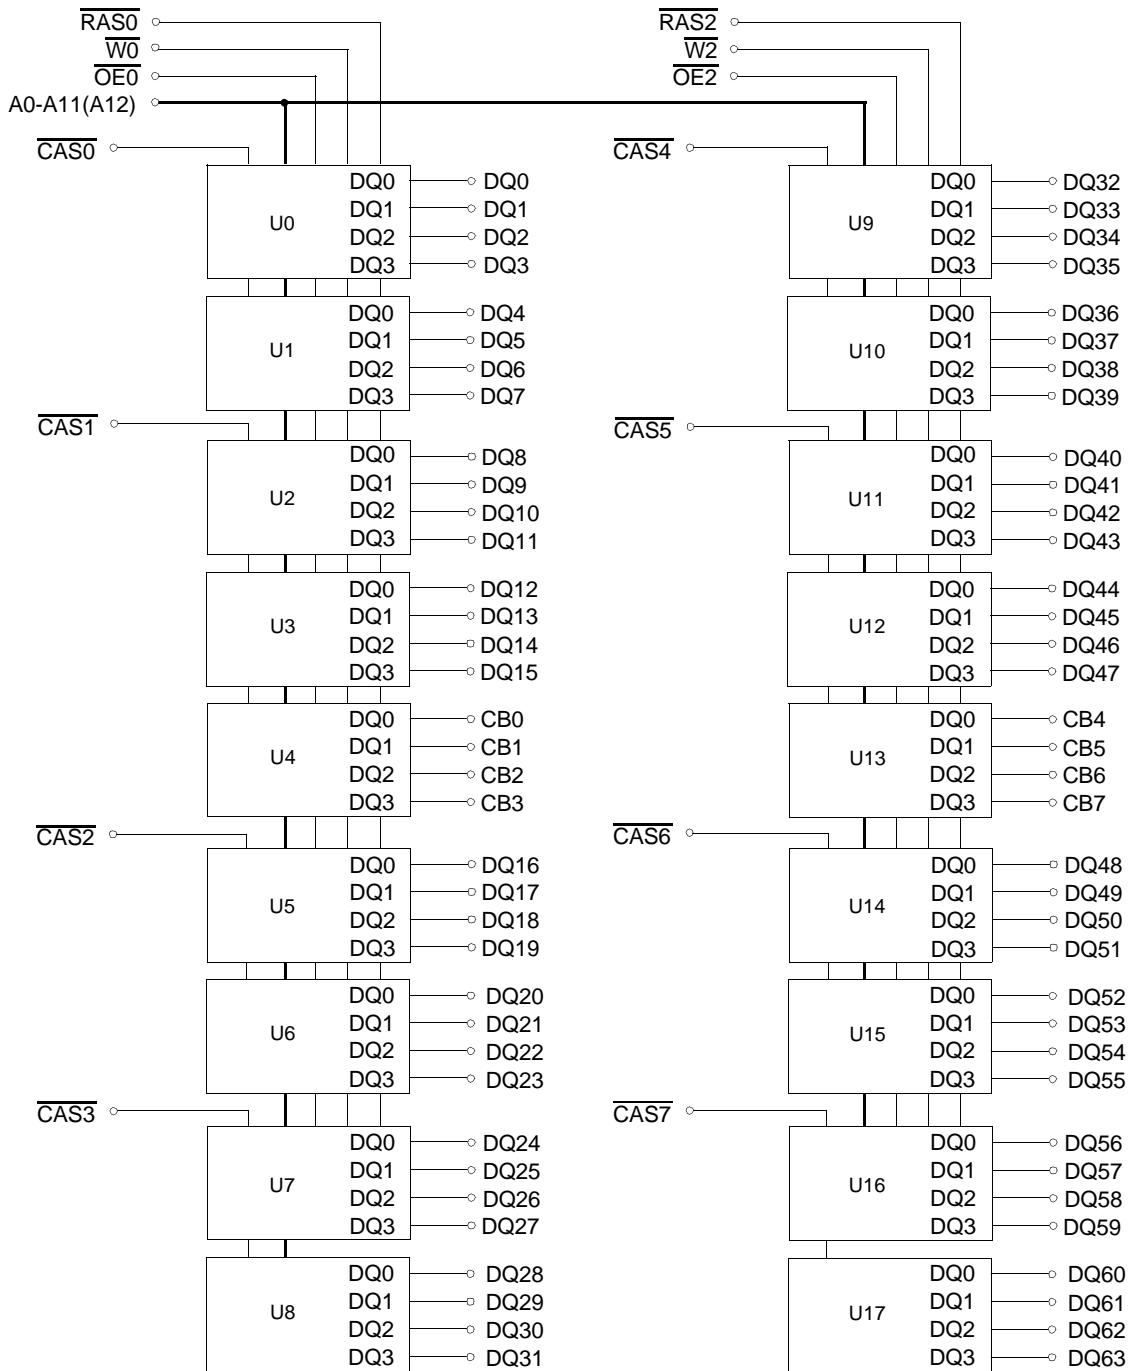 RAS0
W0
OE0
A0-A11(A12)
CAS0
U0
DQ0 DQ0
DQ1 DQ1
DQ2 DQ2
DQ3 DQ3
U1
DQ0 DQ4
DQ1 DQ5
DQ2 DQ6
DQ3 DQ7
CAS1
U2
DQ0 DQ8
DQ1 DQ9
DQ2 DQ10
DQ3 DQ11
U3
DQ0 DQ12
DQ1 DQ13
DQ2 DQ14
DQ3 DQ15
U4
DQ0 CB0
DQ1 CB1
DQ2 CB2
DQ3 CB3
CAS2
U5
DQ0 DQ16
DQ1 DQ17
DQ2 DQ18
DQ3 DQ19
U6
DQ0 DQ20
DQ1 DQ21
DQ2 DQ22
DQ3 DQ23
CAS3
U7
DQ0 DQ24
DQ1 DQ25
DQ2 DQ26
DQ3 DQ27
U8
DQ0 DQ28
DQ1 DQ29
DQ2 DQ30
DQ3 DQ31
RAS2
W2
OE2
CAS4
U9
DQ0 DQ32
DQ1 DQ33
DQ2 DQ34
DQ3 DQ35
U10
DQ0 DQ36
DQ1 DQ37
DQ2 DQ38
DQ3 DQ39
CAS5
U11
DQ0 DQ40
DQ1 DQ41
DQ2 DQ42
DQ3 DQ43
U12
DQ0 DQ44
DQ1 DQ45
DQ2 DQ46
DQ3 DQ47
U13
DQ0 CB4
DQ1 CB5
DQ2 CB6
DQ3 CB7
CAS6
U14
DQ0 DQ48
DQ1 DQ49
DQ2 DQ50
DQ3 DQ51
U15
DQ0 DQ52
DQ1 DQ53
DQ2 DQ54
DQ3 DQ55
CAS7
U16
DQ0 DQ56
DQ1 DQ57
DQ2 DQ58
DQ3 DQ59
U17
DQ0 DQ60
DQ1 DQ61
DQ2 DQ62
DQ3 DQ63